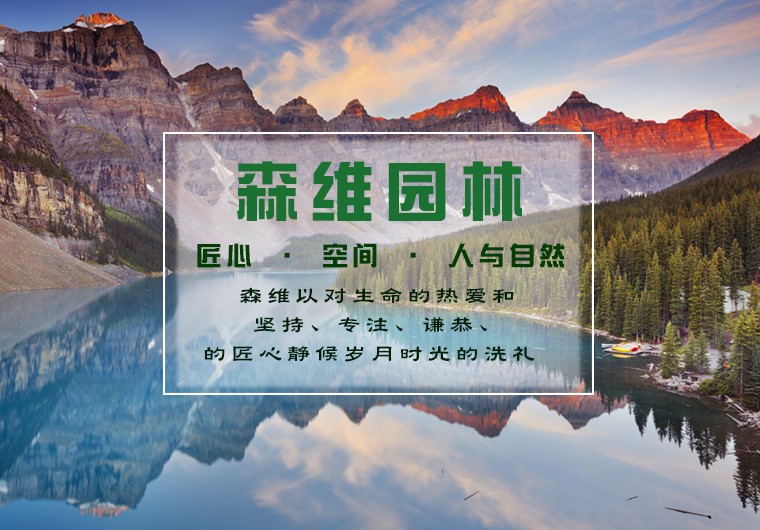 森维园林
匠心 · 空间 · 人与自然
森维以对生命的热爱和
坚持、专注、谦恭、
的匠心静候岁月时光的洗礼